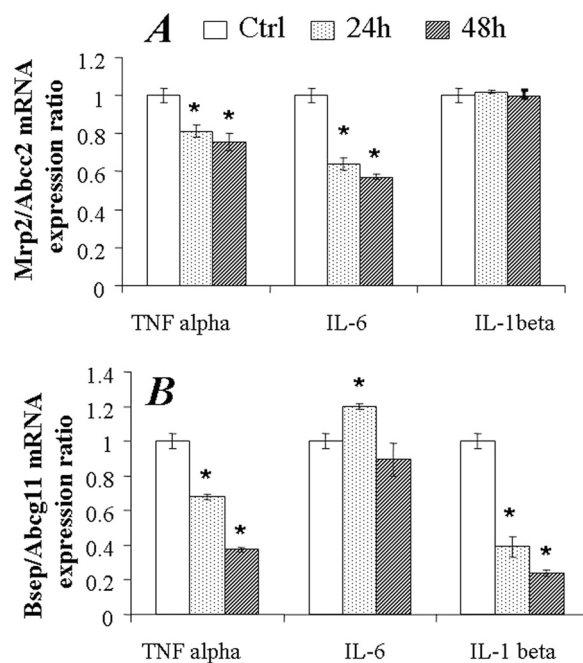 A Ctrl 24h 48h
Mrp2/Abcc2 mRNA
expression ratio
1.2
1
0.8
0.6
0.4
0.2
0
* * * *
TNF alpha IL-6 IL-1beta
B
Bsep/Abcg11 mRNA
expression ratio
1.4
1.2
1
0.8
0.6
0.4
0.2
0
* * * * *
TNF alpha IL-6 IL-1 beta